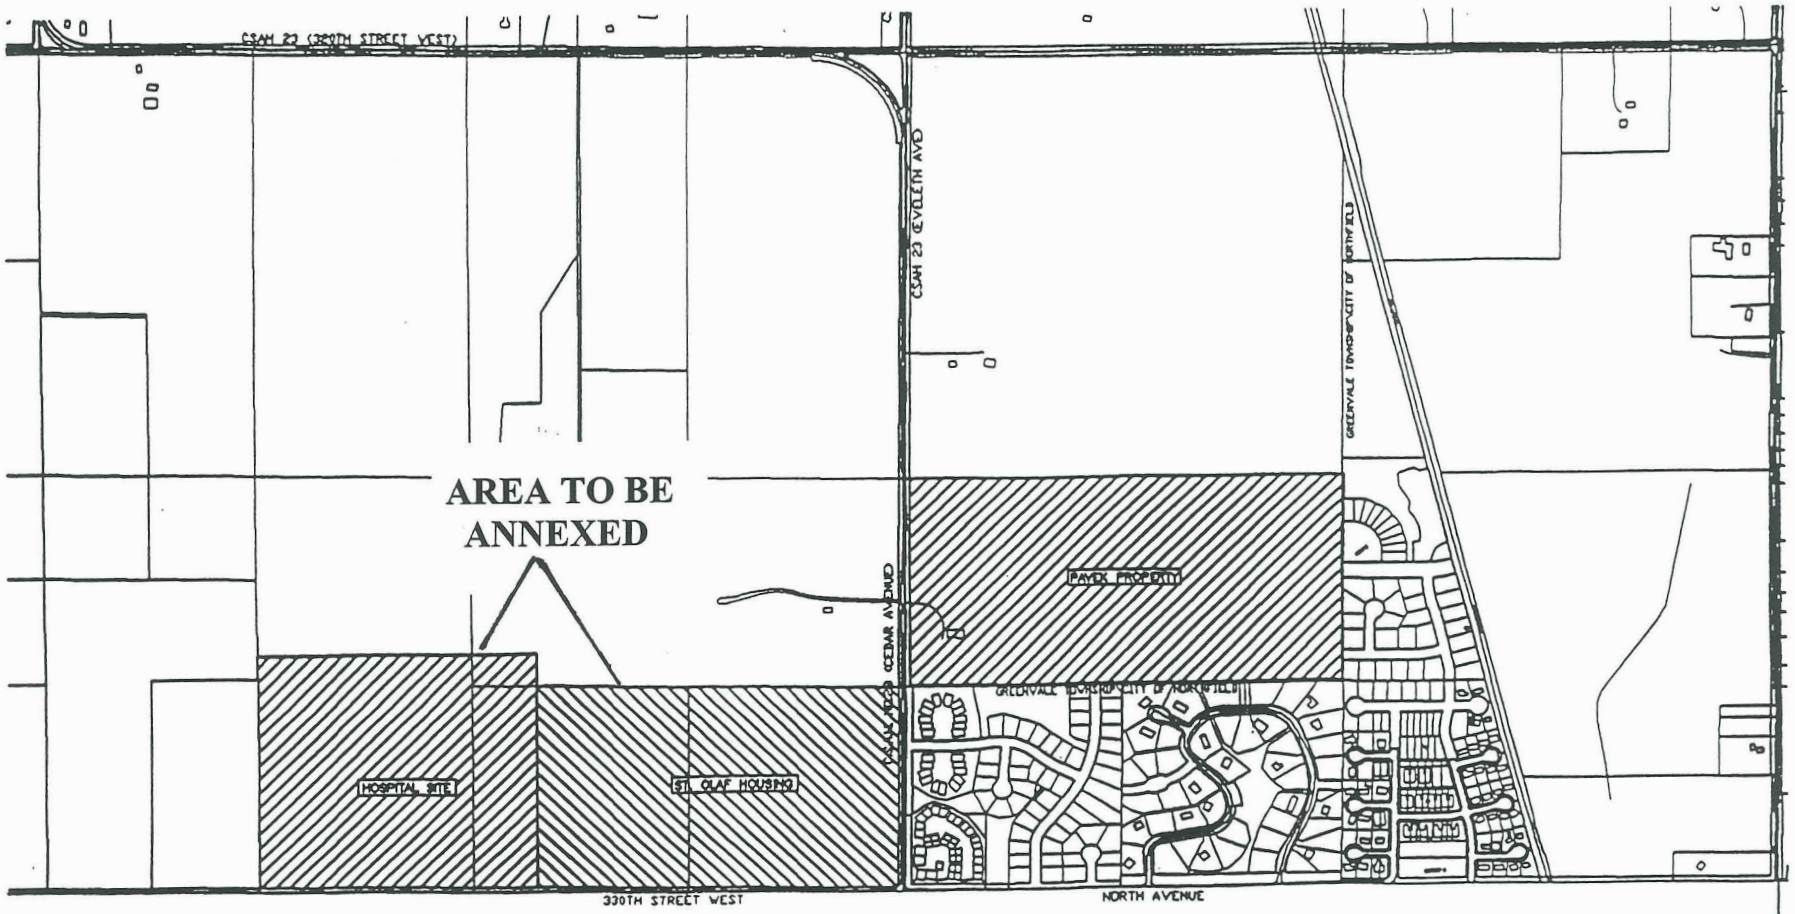 CSAH 23 (320TH STREET WEST)
CSAH 23 (EVELETH AVE)
GREENVALE TOWNSHIP/CITY OF NORTHFIELD
AREA TO BE
ANNEXED
PAVEK PROPERTY
(CEDAR AVENUE)
GREENVALE TOWNSHIP/CITY OF NORTHFIELD
HOSPITAL SITE
ST. OLAF HOUSING
330TH STREET WEST
NORTH AVENUE